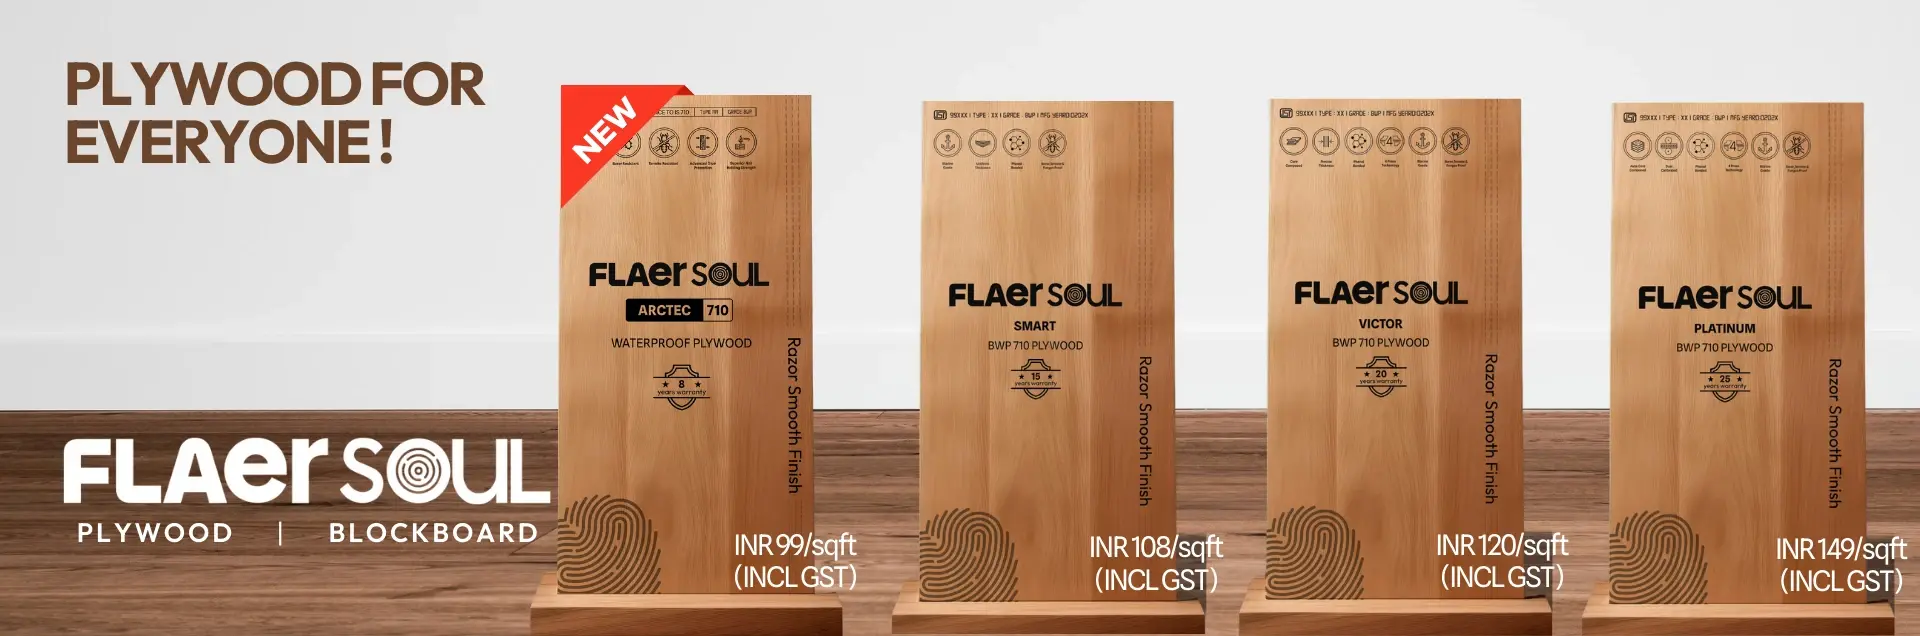 PLYWOOD FOR
EVERYONE!
FLAER SOUL
PLYWOOD | BLOCKBOARD
NEW
TYPE
GRADE BWP
FLAER SOUL
ARCTEC 710
WATERPROOF PLYWOOD
8
years warranty
Razor Smooth Finish
INR 99/sqft
(INCL GST)
FLAER SOUL
SMART
BWP 710 PLYWOOD
15
years warranty
Razor Smooth Finish
INR 108/sqft
(INCL GST)
FLAER SOUL
VICTOR
BWP 710 PLYWOOD
20
years warranty
Razor Smooth Finish
INR 120/sqft
(INCL GST)
FLAER SOUL
PLATINUM
BWP 710 PLYWOOD
25
years warranty
Razor Smooth Finish
INR 149/sqft
(INCL GST)